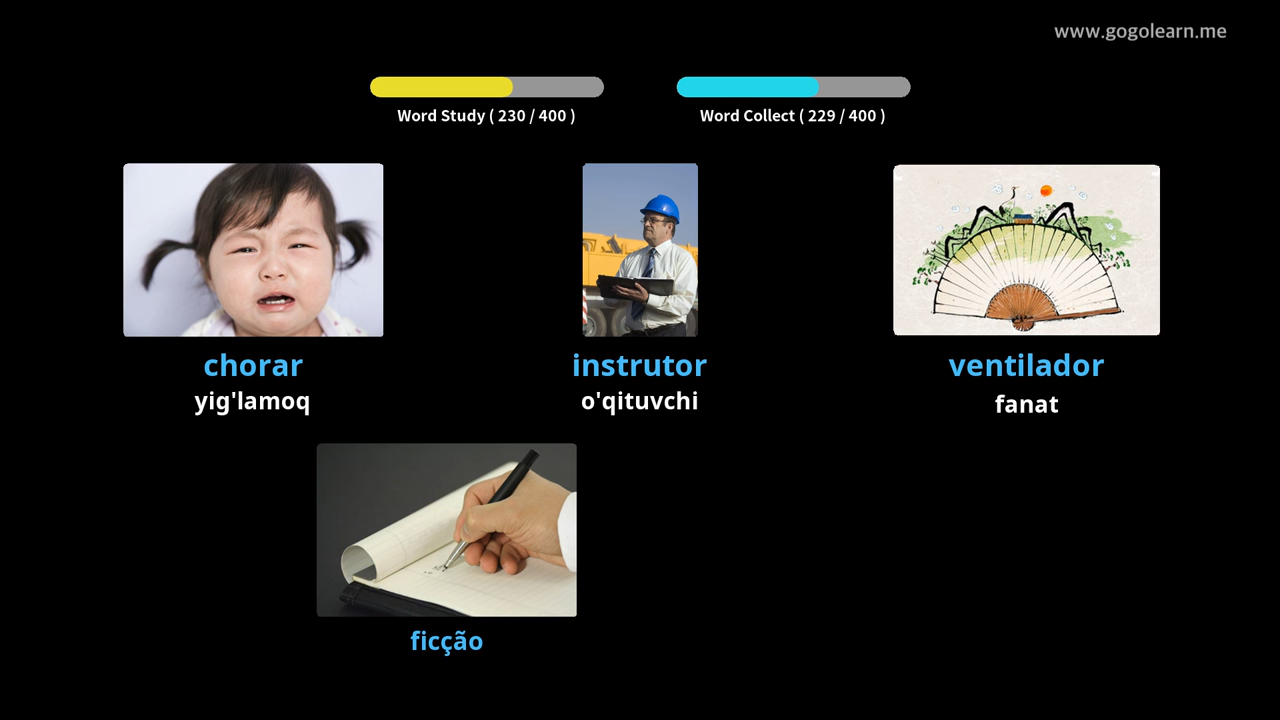 www.gogolearn.me
Word Study ( 230 / 400 )
Word Collect ( 229 / 400 )
chorar
yig'lamoq
instrutor
o'qituvchi
ventilador
fanat
ficção